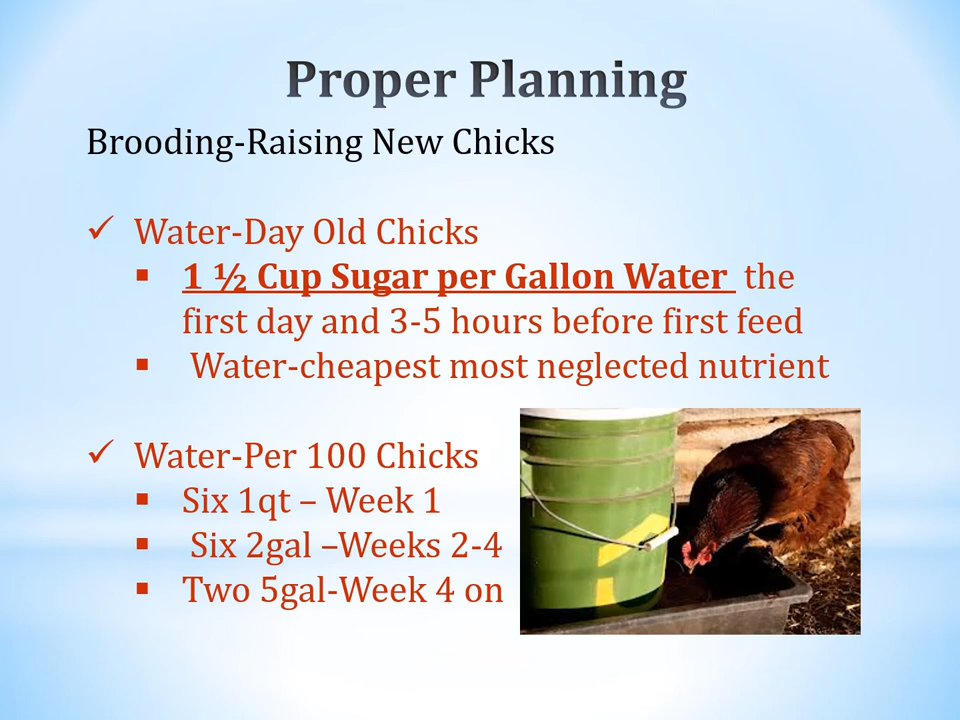 Proper Planning
Brooding-Raising New Chicks
✓ Water-Day Old Chicks
▪ 1 ½ Cup Sugar per Gallon Water the
first day and 3-5 hours before first feed
▪ Water-cheapest most neglected nutrient
✓ Water-Per 100 Chicks
▪ Six 1qt – Week 1
▪ Six 2gal –Weeks 2-4
▪ Two 5gal-Week 4 on